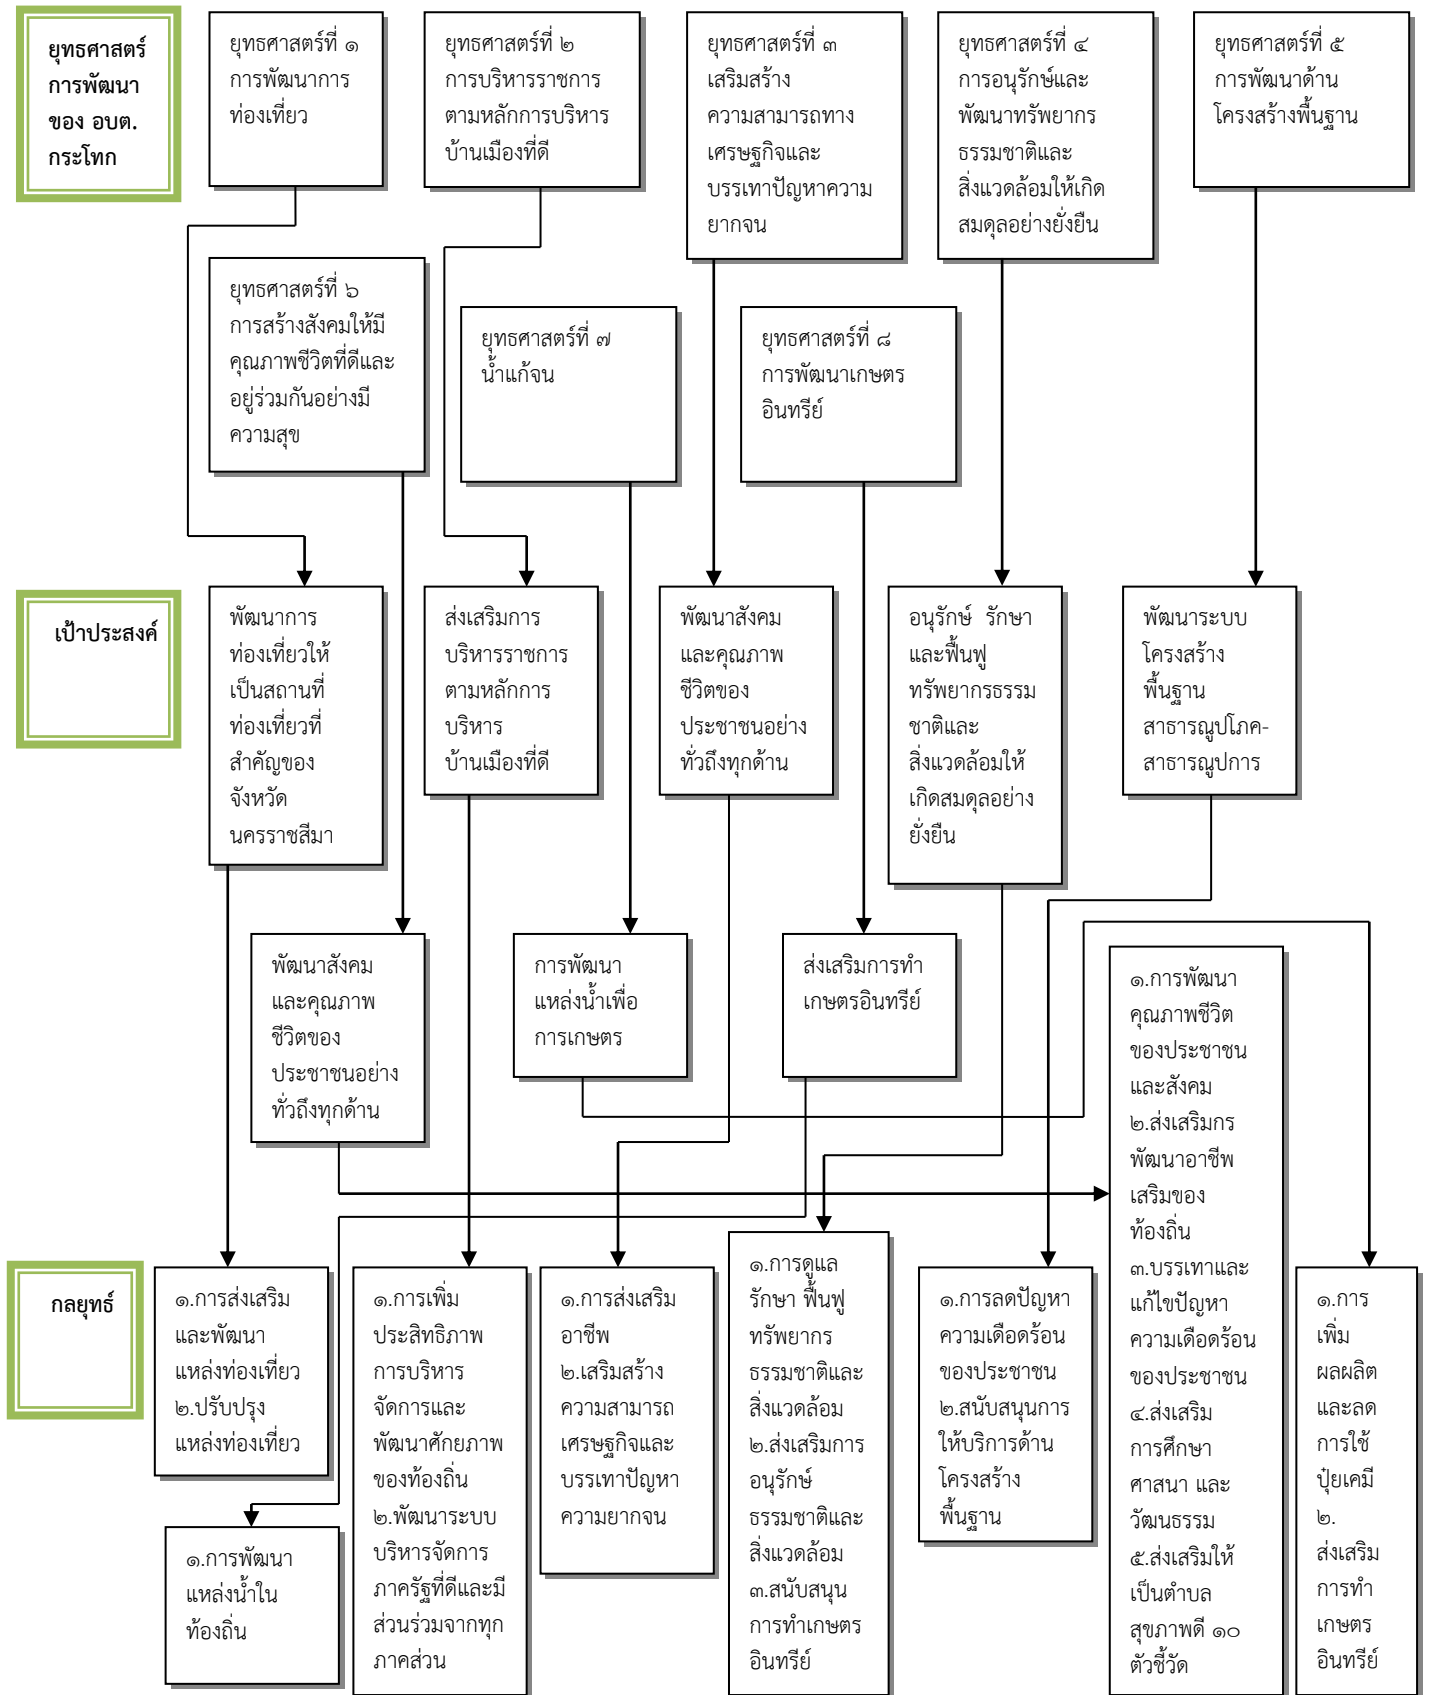 ยุทธศาสตร์
การพัฒนา
ของ อบต.
กระโทก
ยุทธศาสตร์ที่ ๑
การพัฒนาการ
ท่องเที่ยว
ยุทธศาสตร์ที่ ๒
การบริหารราชการ
ตามหลักการบริหาร
บ้านเมืองที่ดี
ยุทธศาสตร์ที่ ๓
เสริมสร้าง
ความสามารถทาง
เศรษฐกิจและ
บรรเทาปัญหาความ
ยากจน
ยุทธศาสตร์ที่ ๔
การอนุรักษ์และ
พัฒนาทรัพยากร
ธรรมชาติและ
สิ่งแวดล้อมให้เกิด
สมดุลอย่างยั่งยืน
ยุทธศาสตร์ที่ ๕
การพัฒนาด้าน
โครงสร้างพื้นฐาน
ยุทธศาสตร์ที่ ๖
การสร้างสังคมให้มี
คุณภาพชีวิตที่ดีและ
อยู่ร่วมกันอย่างมี
ความสุข
ยุทธศาสตร์ที่ ๗
น้ำแก้จน
ยุทธศาสตร์ที่ ๘
การพัฒนาเกษตร
อินทรีย์
เป้าประสงค์
พัฒนาการ
ท่องเที่ยวให้
เป็นสถานที่
ท่องเที่ยวที่
สำคัญของ
จังหวัด
นครราชสีมา
ส่งเสริมการ
บริหารราชการ
ตามหลักการ
บริหาร
บ้านเมืองที่ดี
พัฒนาสังคม
และคุณภาพ
ชีวิตของ
ประชาชนอย่าง
ทั่วถึงทุกด้าน
อนุรักษ์ รักษา
และฟื้นฟู
ทรัพยากรธรรม
ชาติและ
สิ่งแวดล้อมให้
เกิดสมดุลอย่าง
ยั่งยืน
พัฒนาระบบ
โครงสร้าง
พื้นฐาน
สาธารณูปโภค-
สาธารณูปการ
พัฒนาสังคม
และคุณภาพ
ชีวิตของ
ประชาชนอย่าง
ทั่วถึงทุกด้าน
การพัฒนา
แหล่งน้ำเพื่อ
การเกษตร
ส่งเสริมการทำ
เกษตรอินทรีย์
กลยุทธ์
๑.การส่งเสริม
และพัฒนา
แหล่งท่องเที่ยว
๒.ปรับปรุง
แหล่งท่องเที่ยว
๑.การพัฒนา
แหล่งน้ำใน
ท้องถิ่น
๑.การเพิ่ม
ประสิทธิภาพ
การบริหาร
จัดการและ
พัฒนาศักยภาพ
ของท้องถิ่น
๒.พัฒนาระบบ
บริหารจัดการ
ภาครัฐที่ดีและมี
ส่วนร่วมจากทุก
ภาคส่วน
๑.การส่งเสริม
อาชีพ
๒.เสริมสร้าง
ความสามารถ
เศรษฐกิจและ
บรรเทาปัญหา
ความยากจน
๑.การดูแล
รักษา ฟื้นฟู
ทรัพยากร
ธรรมชาติและ
สิ่งแวดล้อม
๒.ส่งเสริมการ
อนุรักษ์
ธรรมชาติและ
สิ่งแวดล้อม
๓.สนับสนุน
การทำเกษตร
อินทรีย์
๑.การลดปัญหา
ความเดือดร้อน
ของประชาชน
๒.สนับสนุนการ
ให้บริการด้าน
โครงสร้าง
พื้นฐาน
๑.การพัฒนา
คุณภาพชีวิต
ของประชาชน
และสังคม
๒.ส่งเสริมกร
พัฒนาอาชีพ
เสริมของ
ท้องถิ่น
๓.บรรเทาและ
แก้ไขปัญหา
ความเดือดร้อน
ของประชาชน
๔.ส่งเสริม
การศึกษา
ศาสนา และ
วัฒนธรรม
๕.ส่งเสริมให้
เป็นตำบล
สุขภาพดี ๑๐
ตัวชี้วัด
๑.การ
เพิ่ม
ผลผลิต
และลด
การใช้
ปุ๋ยเคมี
๒.
ส่งเสริม
การทำ
เกษตร
อินทรีย์